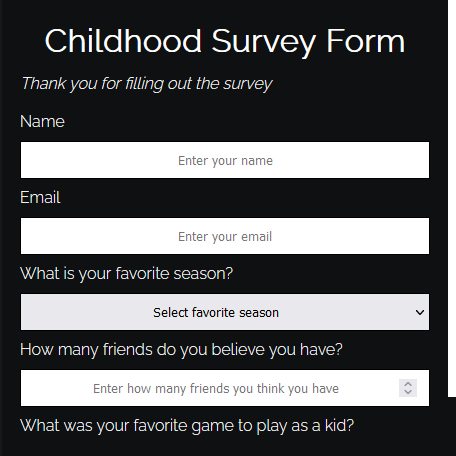 Childhood Survey Form
Thank you for filling out the survey
Name
Enter your name
Email
Enter your email
What is your favorite season?
Select favorite season
How many friends do you believe you have?
Enter how many friends you think you have
What was your favorite game to play as a kid?